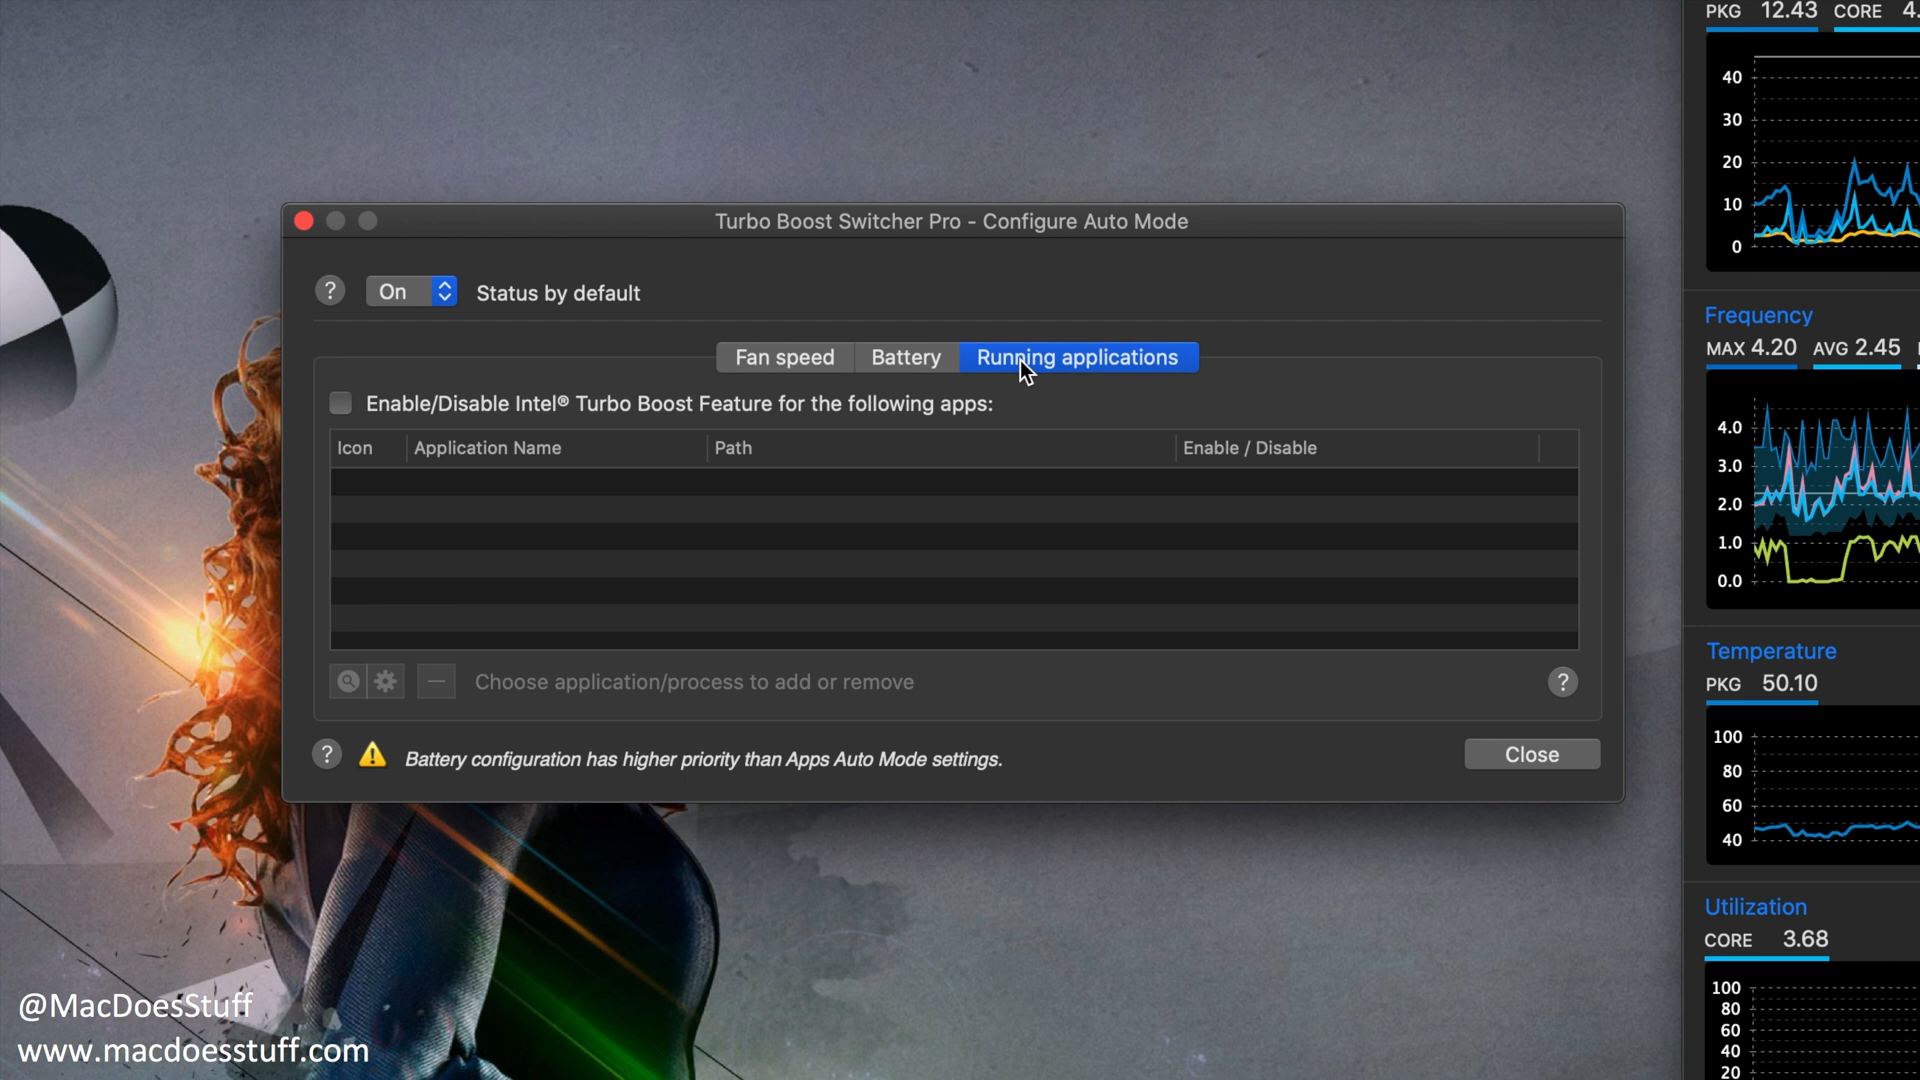 PKG 12.43 CORE 4.
40
30
20
10
0
Turbo Boost Switcher Pro - Configure Auto Mode
? On Status by default
Fan speed Battery Running applications
Enable/Disable Intel® Turbo Boost Feature for the following apps:
Icon Application Name Path Enable / Disable
Choose application/process to add or remove ?
? Battery configuration has higher priority than Apps Auto Mode settings.
Close
Frequency
MAX 4.20 AVG 2.45
4.0
3.0
2.0
1.0
0.0
Temperature
PKG 50.10
100
80
60
40
Utilization
CORE 3.68
100
80
60
40
20
@MacDoesStuff
www.macdoesstuff.com